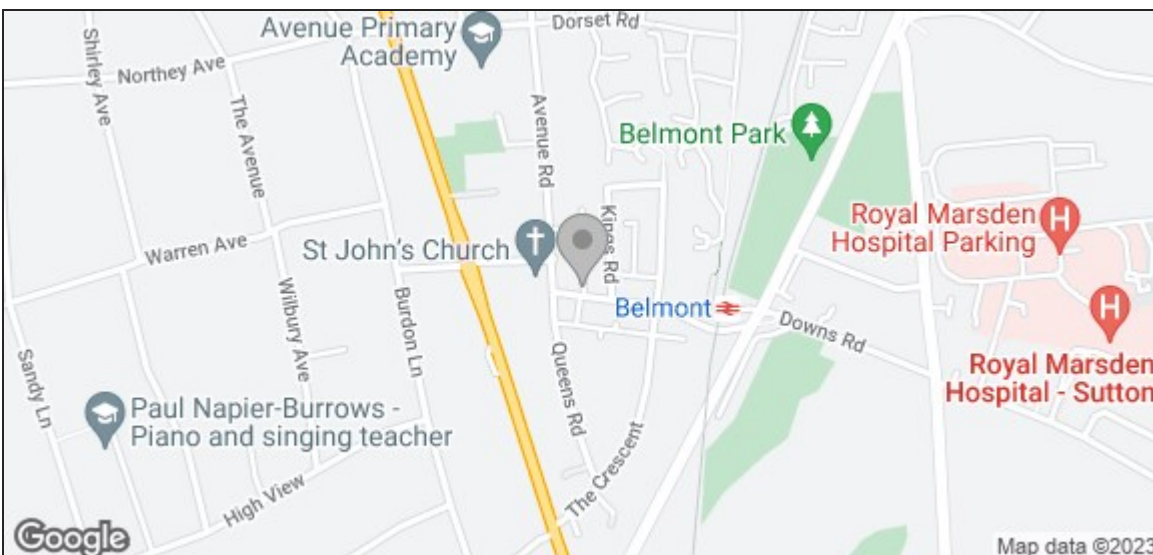 Avenue Primary
Academy
Dorset Rd
Shirley Ave
Northey Ave
The Avenue
Avenue Rd
Belmont Park
Kings Rd
Royal Marsden
Hospital Parking
H
Warren Ave
St John's Church
Wilbury Ave
Burdon Ln
Belmont
Downs Rd
H
Sandy Ln
Queens Rd
Royal Marsden
Hospital - Sutton
Paul Napier-Burrows -
Piano and singing teacher
The Crescent
High View
Google
Map data ©2023